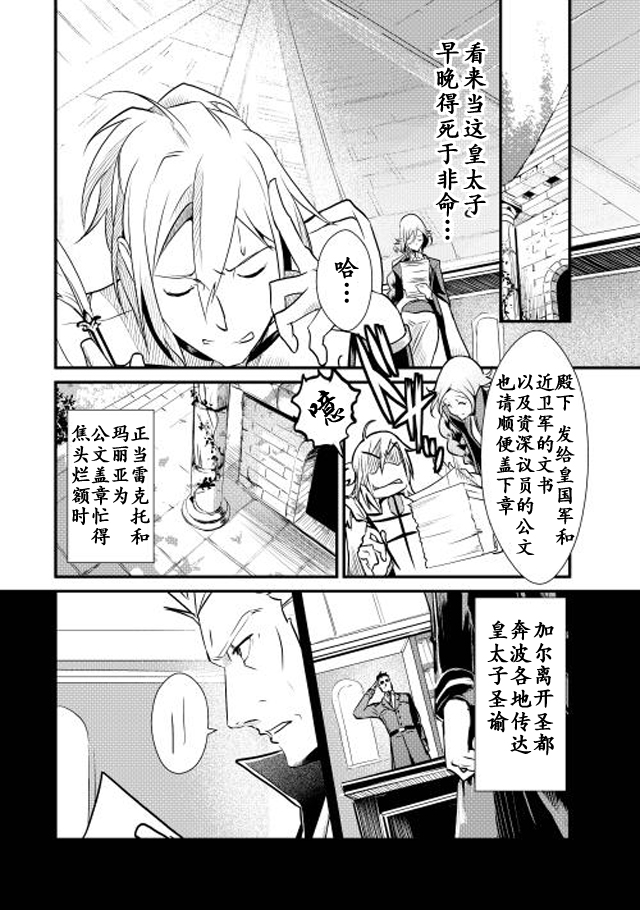 看来当这皇太子
早晚得死于非命…
哈…
殿下 发给皇国军和
近卫军的文书
以及资深议员的公文
也请顺便盖下章
噫
正当雷克托和
玛丽亚为
公文盖章忙得
焦头烂额时
加尔离开圣都
奔波各地传达
皇太子圣谕